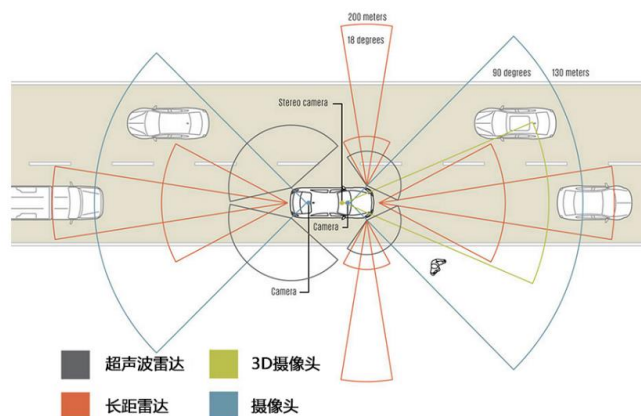 200 meters
18 degrees
90 degrees
130 meters
Stereo camera
Camera
Camera
超声波雷达
3D摄像头
长距雷达
摄像头